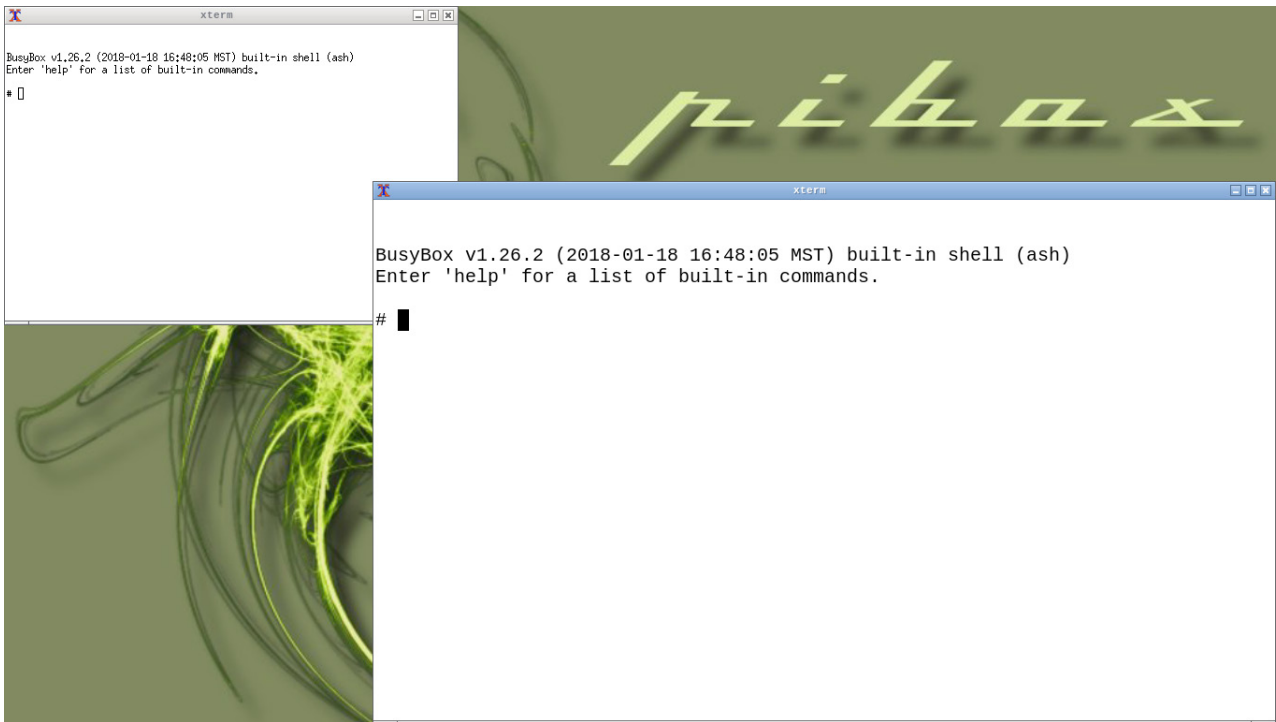 xterm
BusyBox v1.26.2 (2018-01-18 16:48:05 MST) built-in shell (ash)
Enter 'help' for a list of built-in commands.
#
pibox
xterm
BusyBox v1.26.2 (2018-01-18 16:48:05 MST) built-in shell (ash)
Enter 'help' for a list of built-in commands.
#